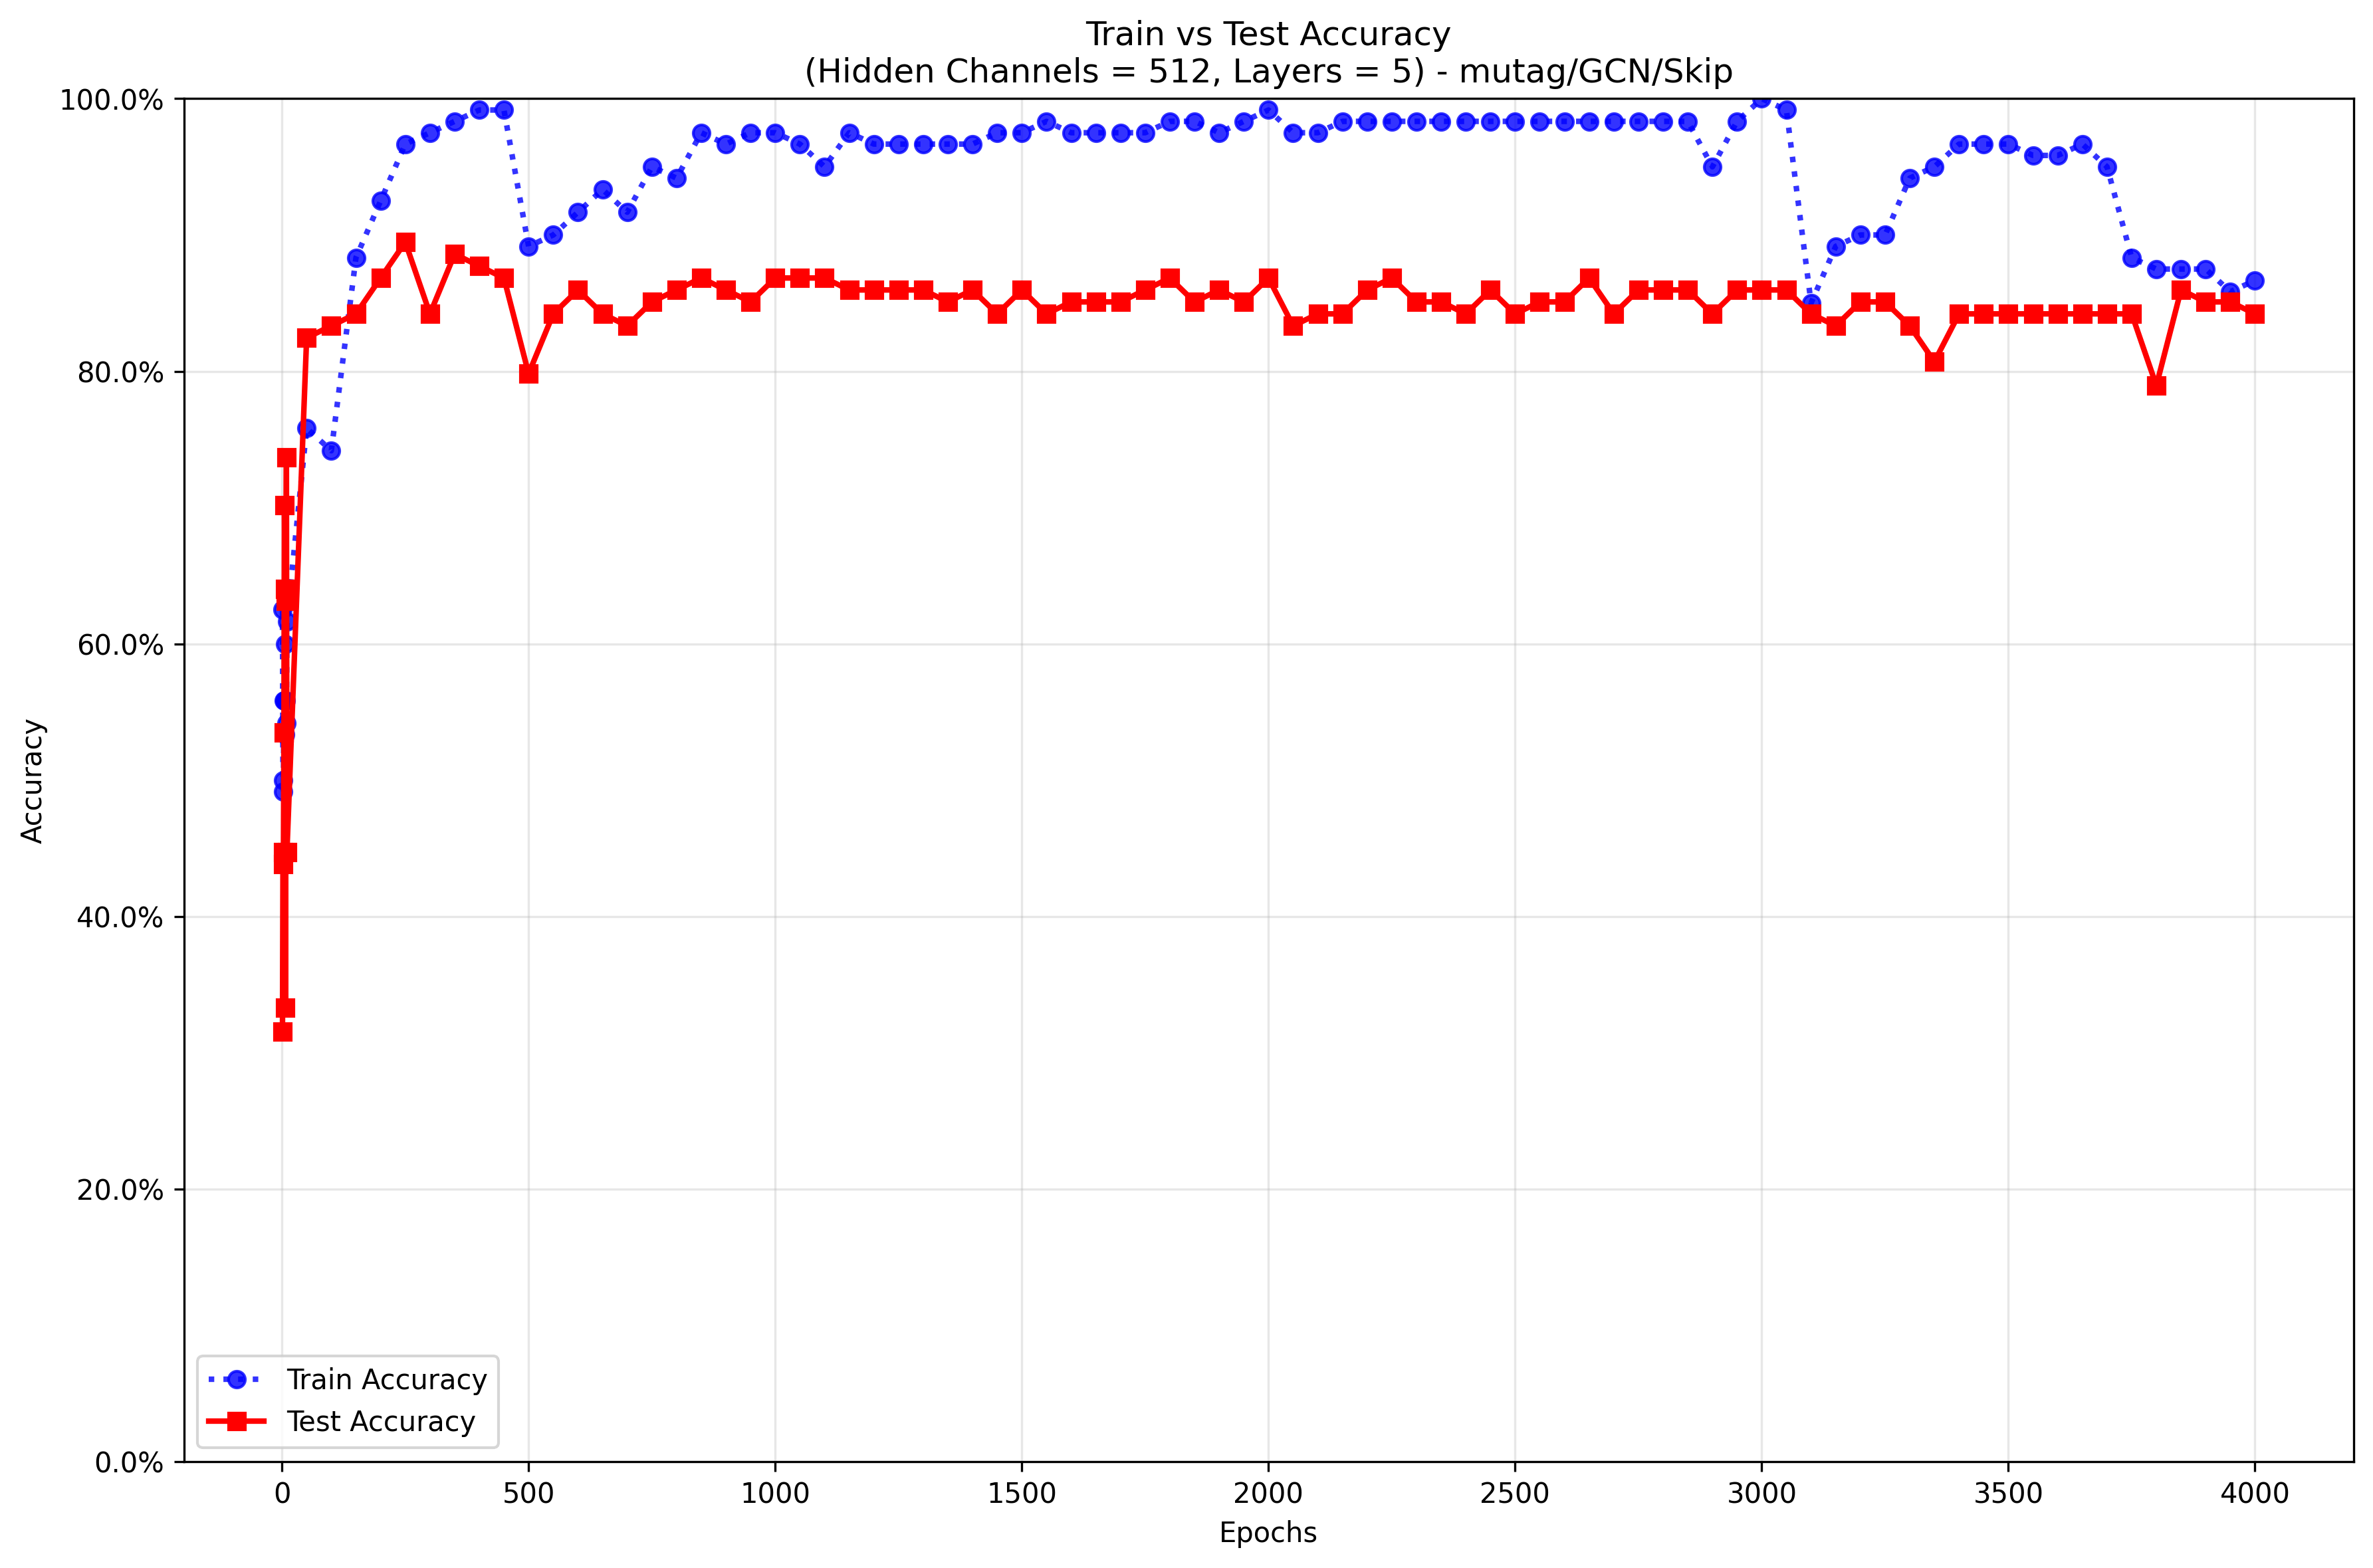 Train vs Test Accuracy
(Hidden Channels = 512, Layers = 5) - mutag/GCN/Skip
100.0%
80.0%
60.0%
40.0%
20.0%
0.0%
Accuracy
Train Accuracy
Test Accuracy
0 500 1000 1500 2000 2500 3000 3500 4000
Epochs